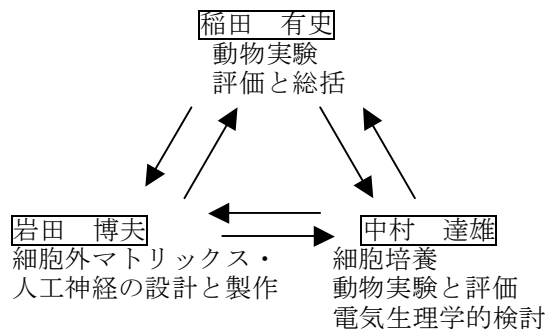 稲田　有史
動物実験
評価と総括
岩田　博夫
細胞外マトリックス・
人工神経の設計と製作
中村　達雄
細胞培養
動物実験と評価
電気生理学的検討